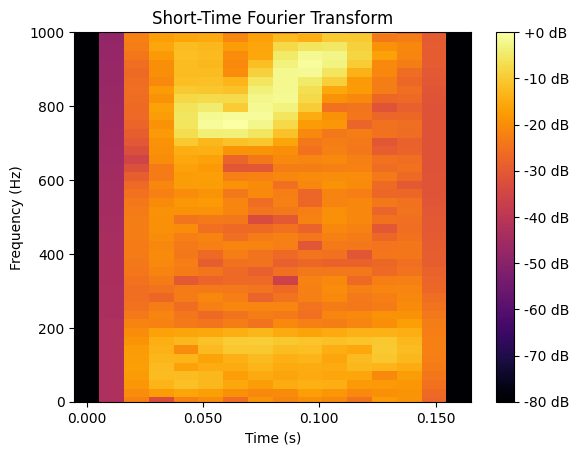 Short-Time Fourier Transform
1000
800
600
400
200
0
Frequency (Hz)
0.000
0.050
0.100
0.150
Time (s)
+0 dB
-10 dB
-20 dB
-30 dB
-40 dB
-50 dB
-60 dB
-70 dB
-80 dB